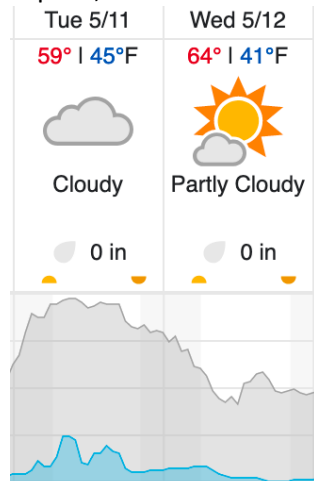 Tue 5/11
59° | 45°F
Cloudy
0 in
Wed 5/12
64° | 41°F
Partly Cloudy
0 in